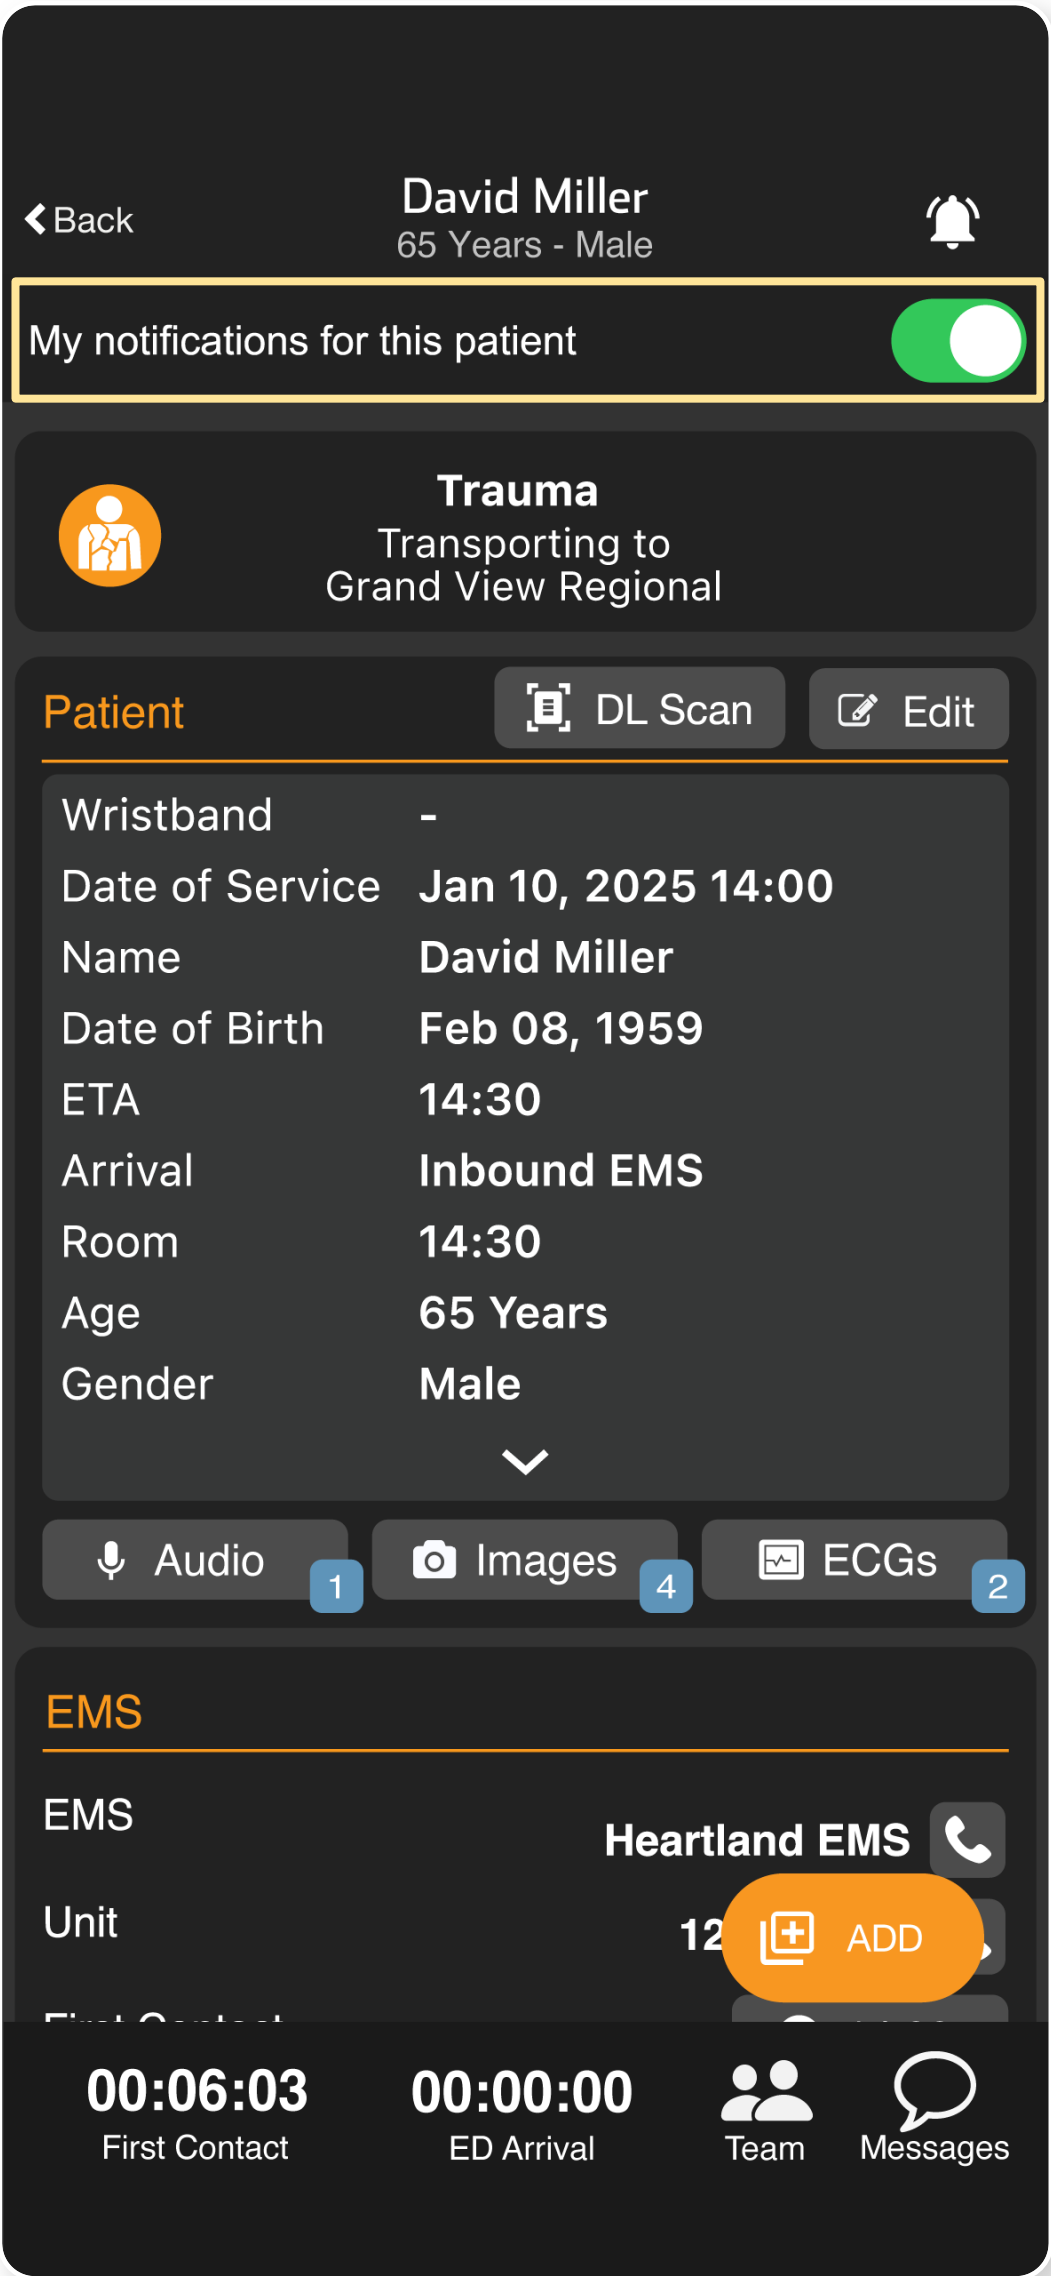 Back
David Miller
65 Years - Male
My notifications for this patient
Trauma
Transporting to
Grand View Regional
Patient
DL Scan
Edit
Wristband -
Date of Service Jan 10, 2025 14:00
Name David Miller
Date of Birth Feb 08, 1959
ETA 14:30
Arrival Inbound EMS
Room 14:30
Age 65 Years
Gender Male
Audio 1
Images 4
ECGs 2
EMS
EMS Heartland EMS
Unit 12
ADD
First Contact
00:06:03
First Contact
00:00:00
ED Arrival
Team
Messages